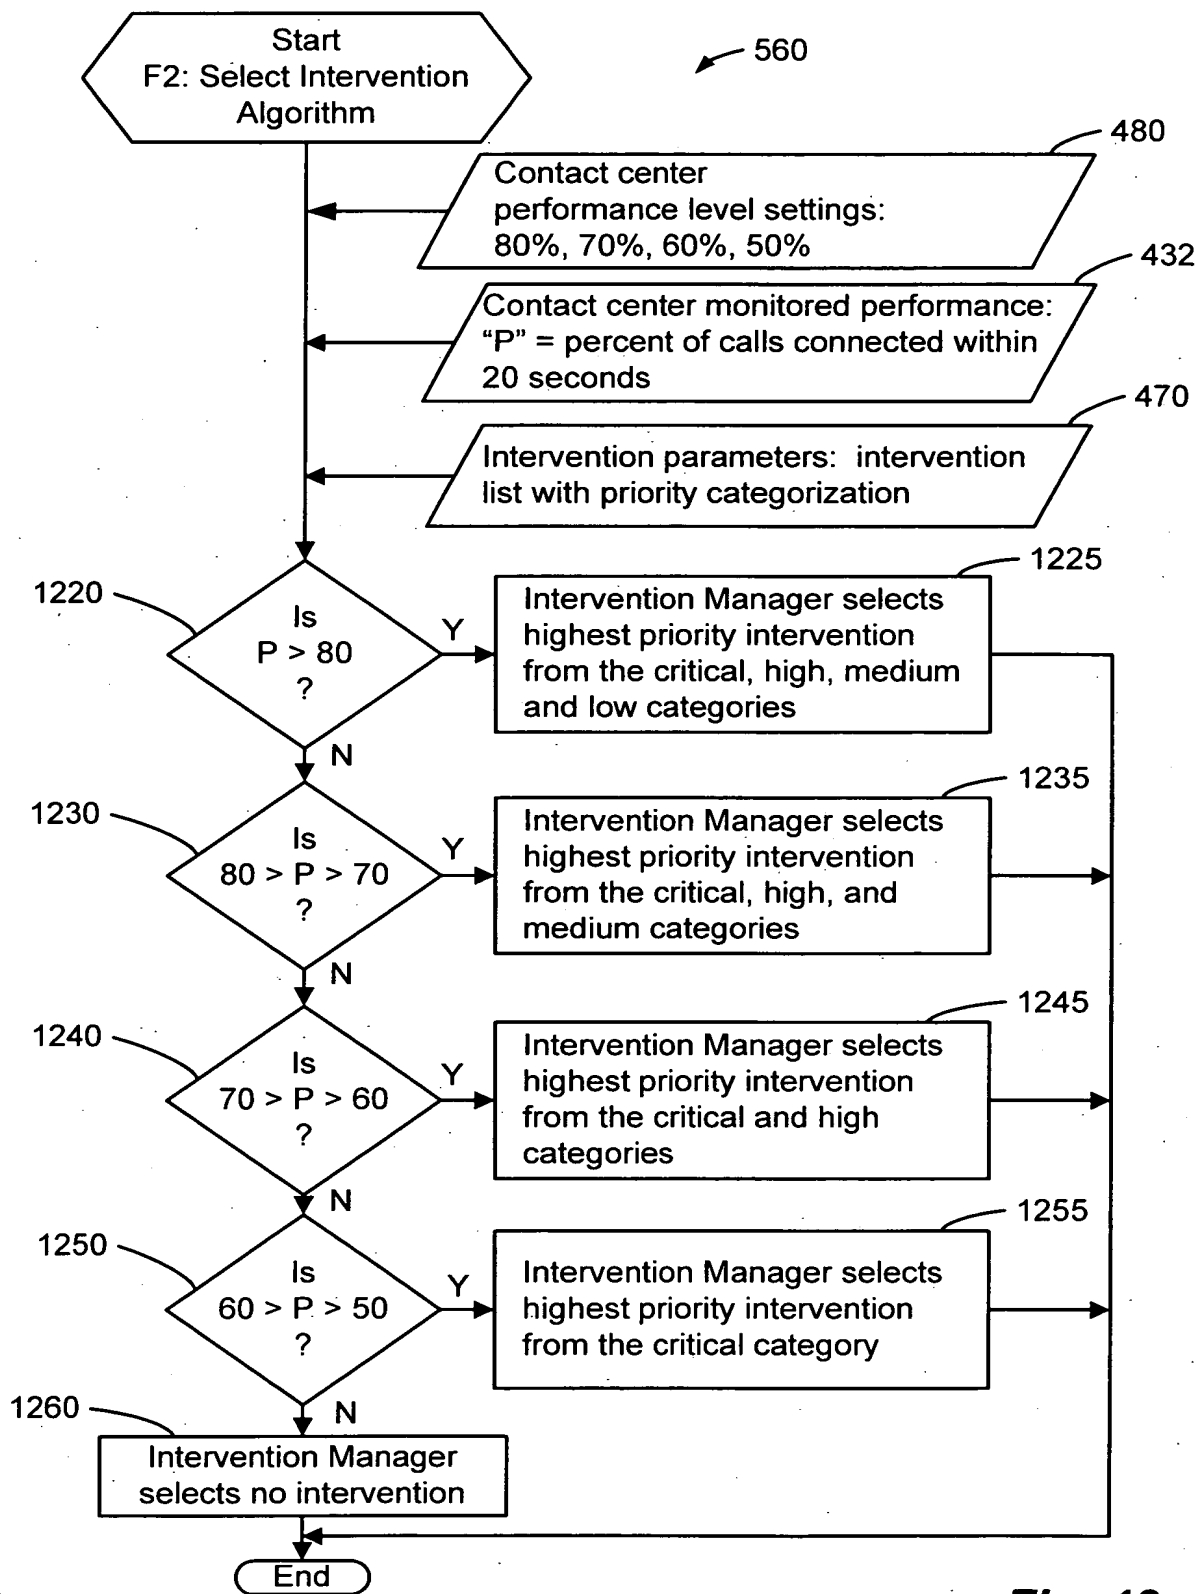 Start
F2: Select Intervention
Algorithm
560
480
Contact center
performance level settings:
80%, 70%, 60%, 50%
432
Contact center monitored performance:
“P” = percent of calls connected within
20 seconds
470
Intervention parameters: intervention
list with priority categorization
1220
Is
P > 80
?
Y
N
1225
Intervention Manager selects
highest priority intervention
from the critical, high, medium
and low categories
1230
Is
80 > P > 70
?
Y
N
1235
Intervention Manager selects
highest priority intervention
from the critical, high, and
medium categories
1240
Is
70 > P > 60
?
Y
N
1245
Intervention Manager selects
highest priority intervention
from the critical and high
categories
1250
Is
60 > P > 50
?
Y
N
1255
Intervention Manager selects
highest priority intervention
from the critical category
1260
Intervention Manager
selects no intervention
End